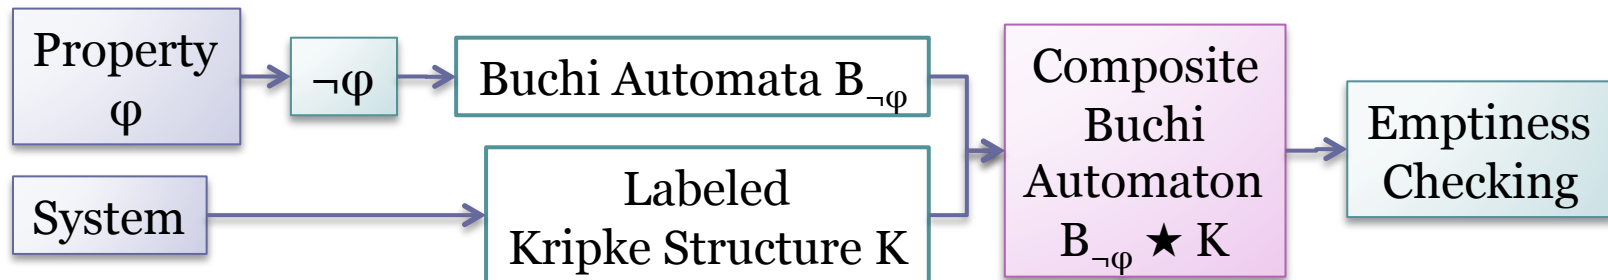 Property
φ
¬φ
Buchi Automata B¬φ
System
Labeled
Kripke Structure K
Composite
Buchi
Automaton
B¬φ ★ K
Emptiness
Checking